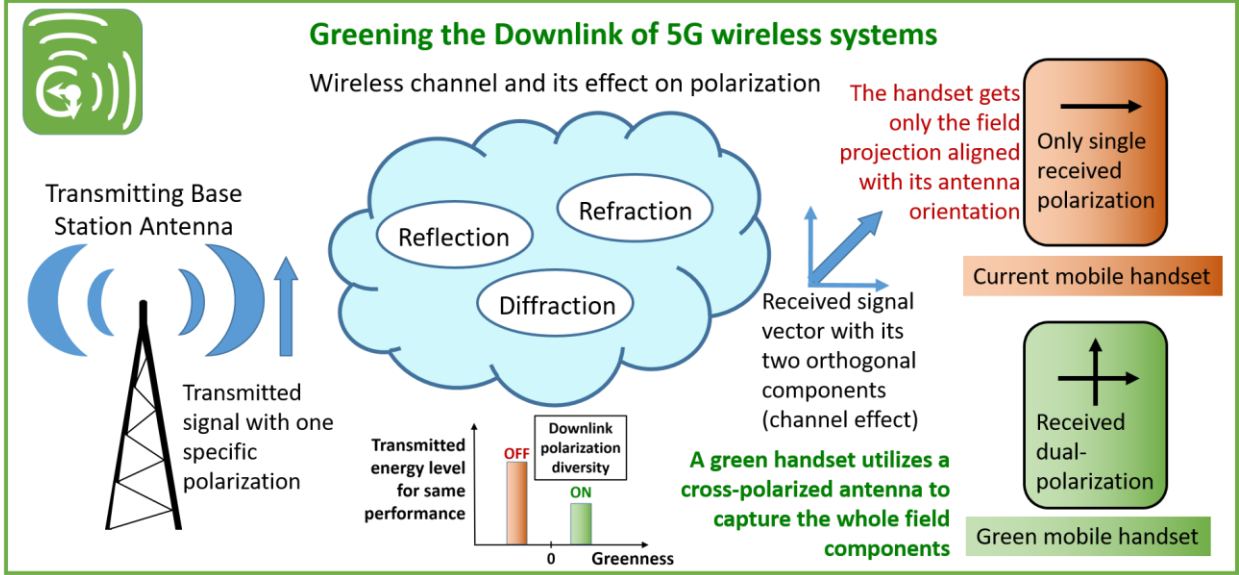 Greening the Downlink of 5G wireless systems
Wireless channel and its effect on polarization
Transmitting Base
Station Antenna
Transmitted
signal with one
specific
polarization
Reflection
Refraction
Diffraction
Received signal
vector with its
two orthogonal
components
(channel effect)
The handset gets
only the field
projection aligned
with its antenna
orientation
Only single
received
polarization
Current mobile handset
Transmitted
energy level
for same
performance
OFF
Downlink
polarization
diversity
ON
0
Greenness
A green handset utilizes a
cross-polarized antenna to
capture the whole field
components
Received
dual-
polarization
Green mobile handset